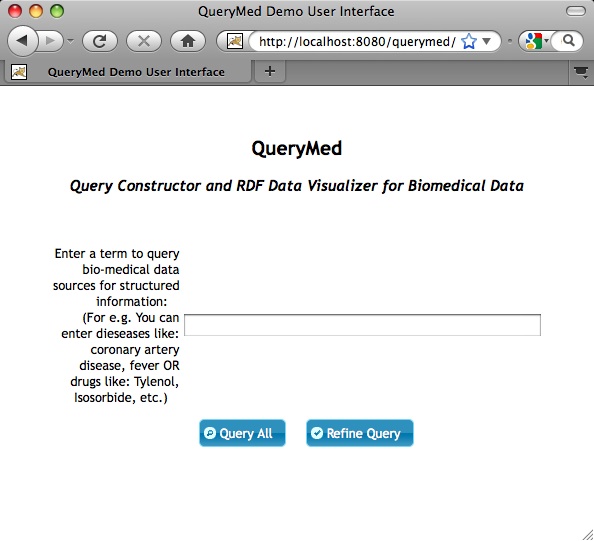 QueryMed Demo User Interface
http://localhost:8080/querymed/
QueryMed Demo User Interface
QueryMed
Query Constructor and RDF Data Visualizer for Biomedical Data
Enter a term to query
bio-medical data
sources for structured
information:
(For e.g. You can
enter dieseases like:
coronary artery
disease, fever OR
drugs like: Tylenol,
Isosorbide, etc.)
Query All
Refine Query